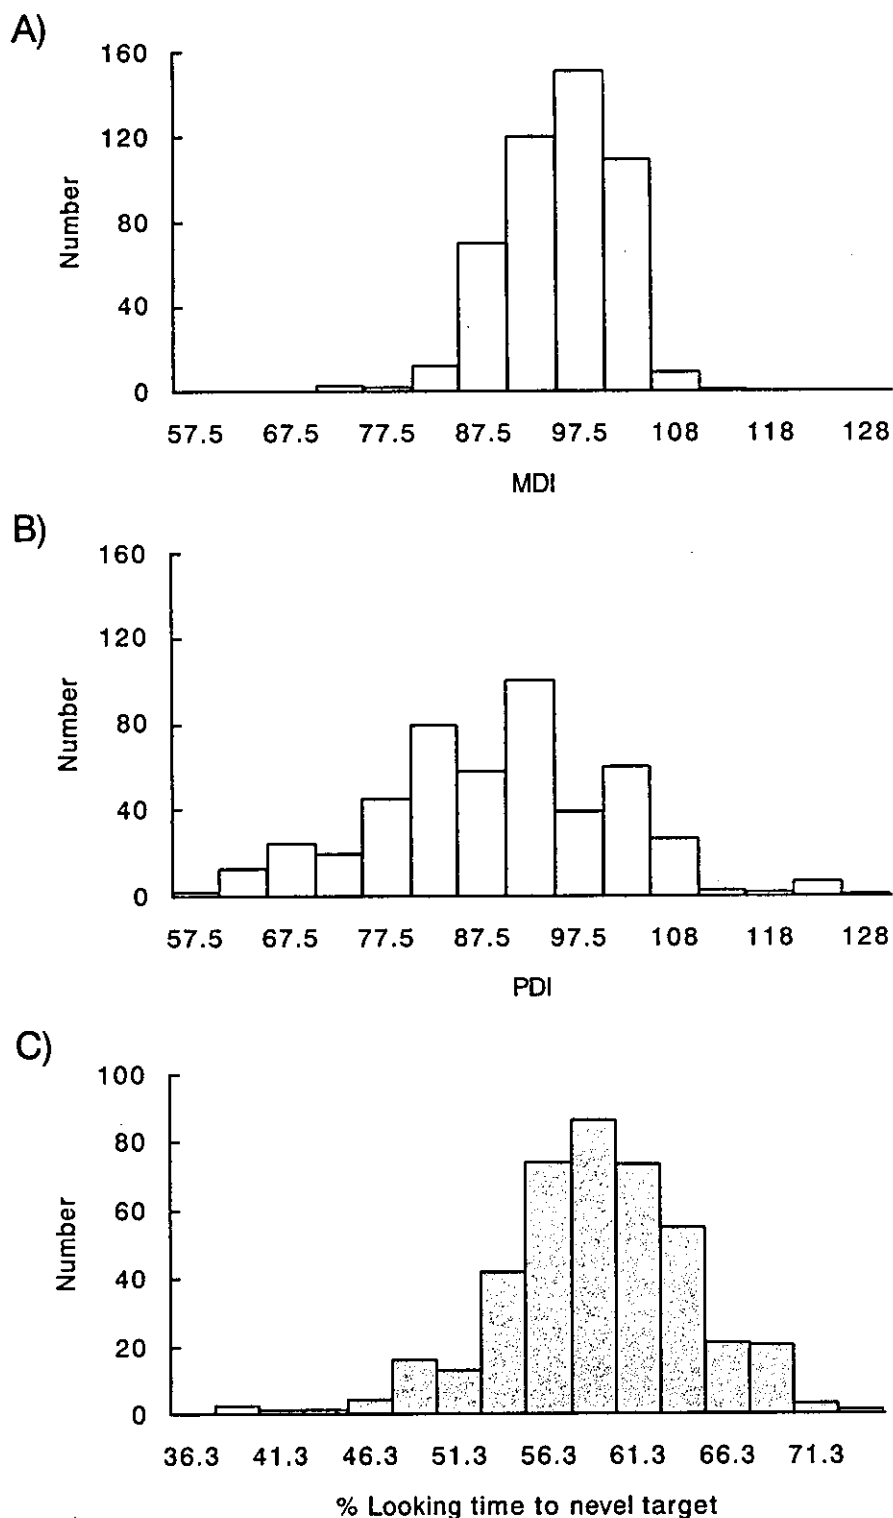 A)
160
120
80
40
0
Number
57.5 67.5 77.5 87.5 97.5 108 118 128
MDI
B)
160
120
80
40
0
Number
57.5 67.5 77.5 87.5 97.5 108 118 128
PDI
C)
100
80
60
40
20
0
Number
36.3 41.3 46.3 51.3 56.3 61.3 66.3 71.3
% Looking time to nevel target